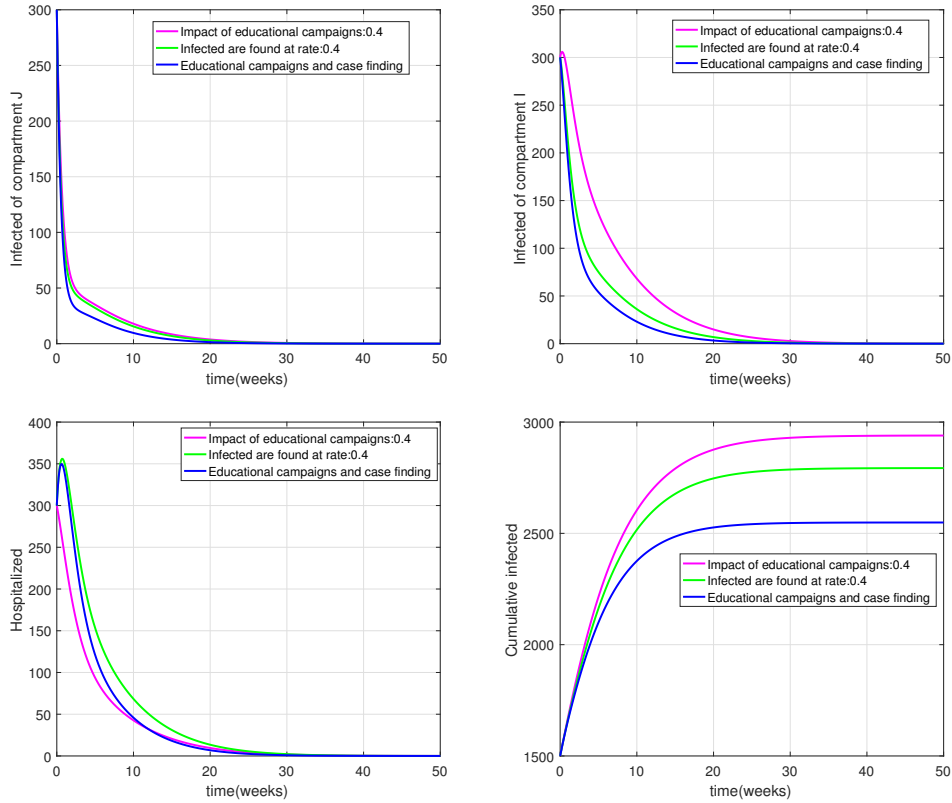 300
250
200
150
100
50
0
0 10 20 30 40 50
Infected of compartment J
time(weeks)
Impact of educational campaigns:0.4
Infected are found at rate:0.4
Educational campaigns and case finding
350
300
250
200
150
100
50
0
0 10 20 30 40 50
Infected of compartment I
time(weeks)
Impact of educational campaigns:0.4
Infected are found at rate:0.4
Educational campaigns and case finding
400
350
300
250
200
150
100
50
0
0 10 20 30 40 50
Hospitalized
time(weeks)
Impact of educational campaigns:0.4
Infected are found at rate:0.4
Educational campaigns and case finding
3000
2500
2000
1500
0 10 20 30 40 50
Cumulative infected
time(weeks)
Impact of educational campaigns:0.4
Infected are found at rate:0.4
Educational campaigns and case finding